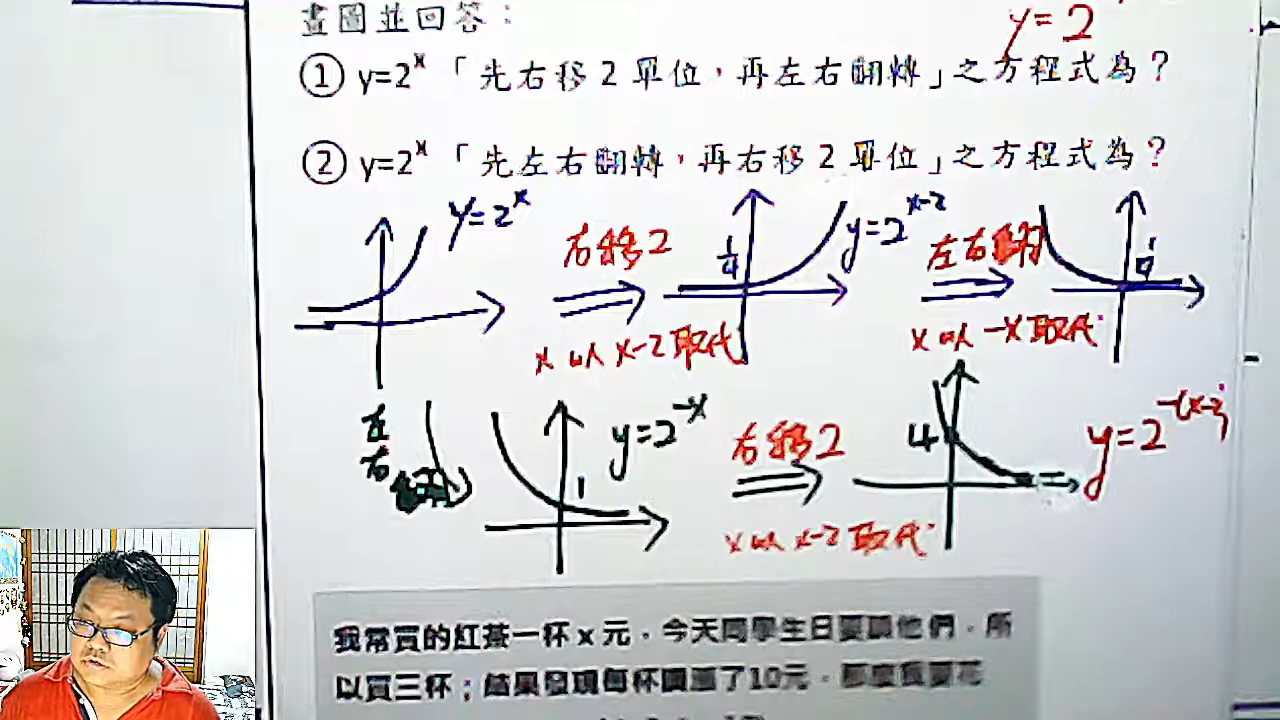 畫圖並回答：
y=2
① y=2^x「先右移 2 單位，再左右翻轉」之方程式為？
② y=2^x「先左右翻轉，再右移 2 單位」之方程式為？
y=2^x 右移2 1/4 y=2^{x-2} 左右 1/4
x 以 x-2 取代 x 以 -x 取代
左右 1 y=2^{-x} 右移2 4 y=2^{-(x-2)}
x 以 x-2 取代
我常買的紅茶一杯 x 元，今天同學生日要請他們，所
以買三杯；結果發現每杯調漲了10元，那麼我要花